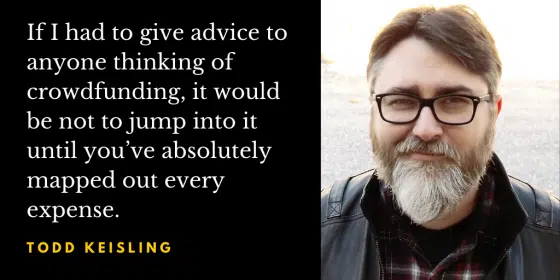 If I had to give advice to
anyone thinking of
crowdfunding, it would
be not to jump into it
until you’ve absolutely
mapped out every
expense.
TODD KEISLING